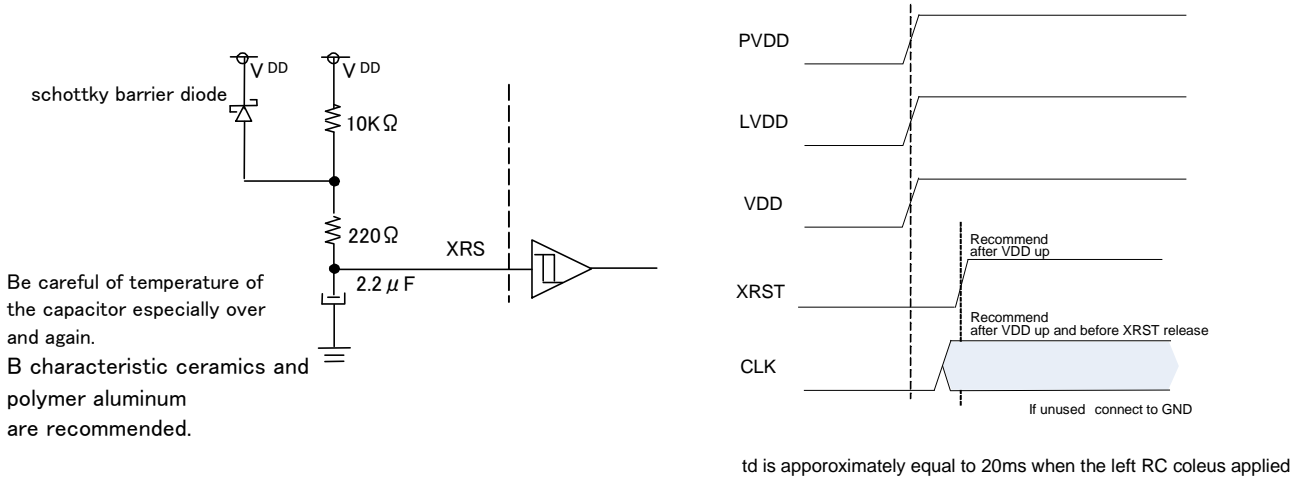 V DD
V DD
schottky barrier diode
10KΩ
220Ω
XRS
2.2 μ F
Be careful of temperature of
the capacitor especially over
and again.
B characteristic ceramics and
polymer aluminum
are recommended.
PVDD
LVDD
VDD
Recommend
after VDD up
XRST
Recommend
after VDD up and before XRST release
CLK
If unused connect to GND
td is apporoximately equal to 20ms when the left RC coleus applied